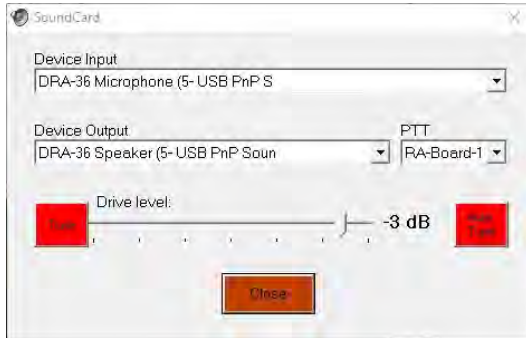 SoundCard
Device Input
DRA-36 Microphone (5- USB PnP S
Device Output
PTT
DRA-36 Speaker (5- USB PnP Soun
RA-Board-1
Drive level:
-3 dB
Close